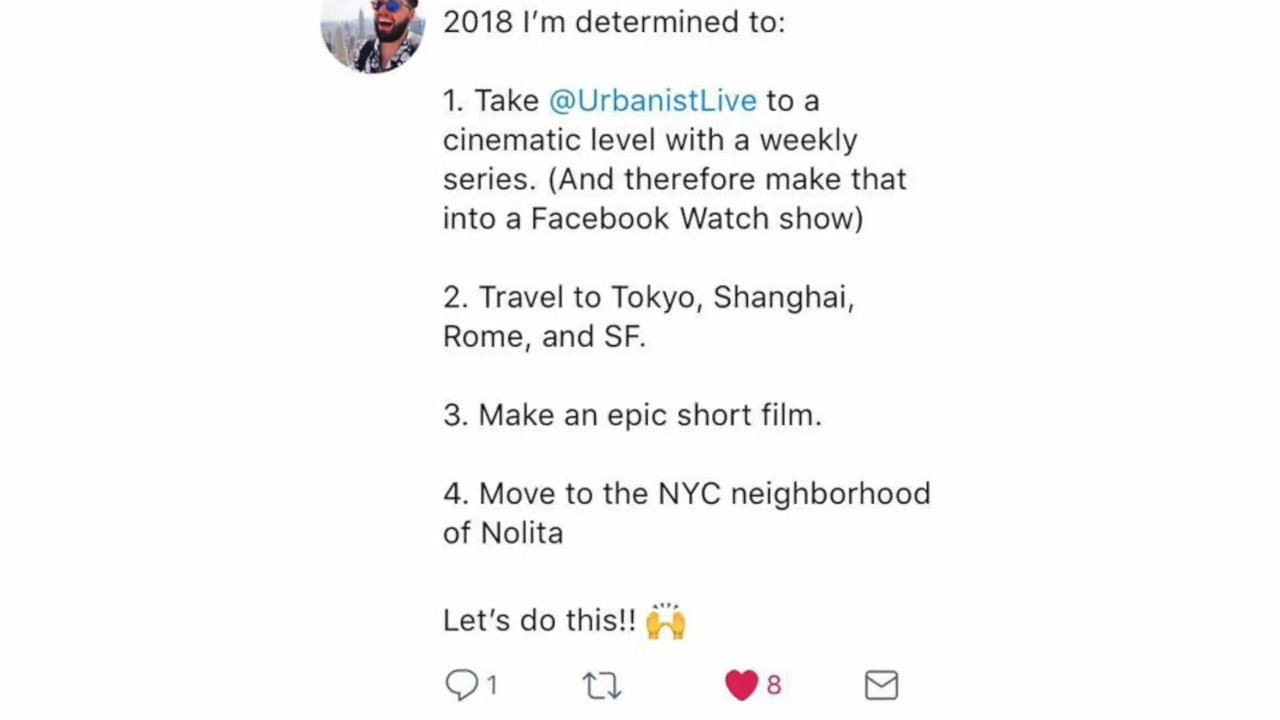 2018 I’m determined to:
1. Take @UrbanistLive to a
cinematic level with a weekly
series. (And therefore make that
into a Facebook Watch show)
2. Travel to Tokyo, Shanghai,
Rome, and SF.
3. Make an epic short film.
4. Move to the NYC neighborhood
of Nolita
Let’s do this!! 🙌
1 8